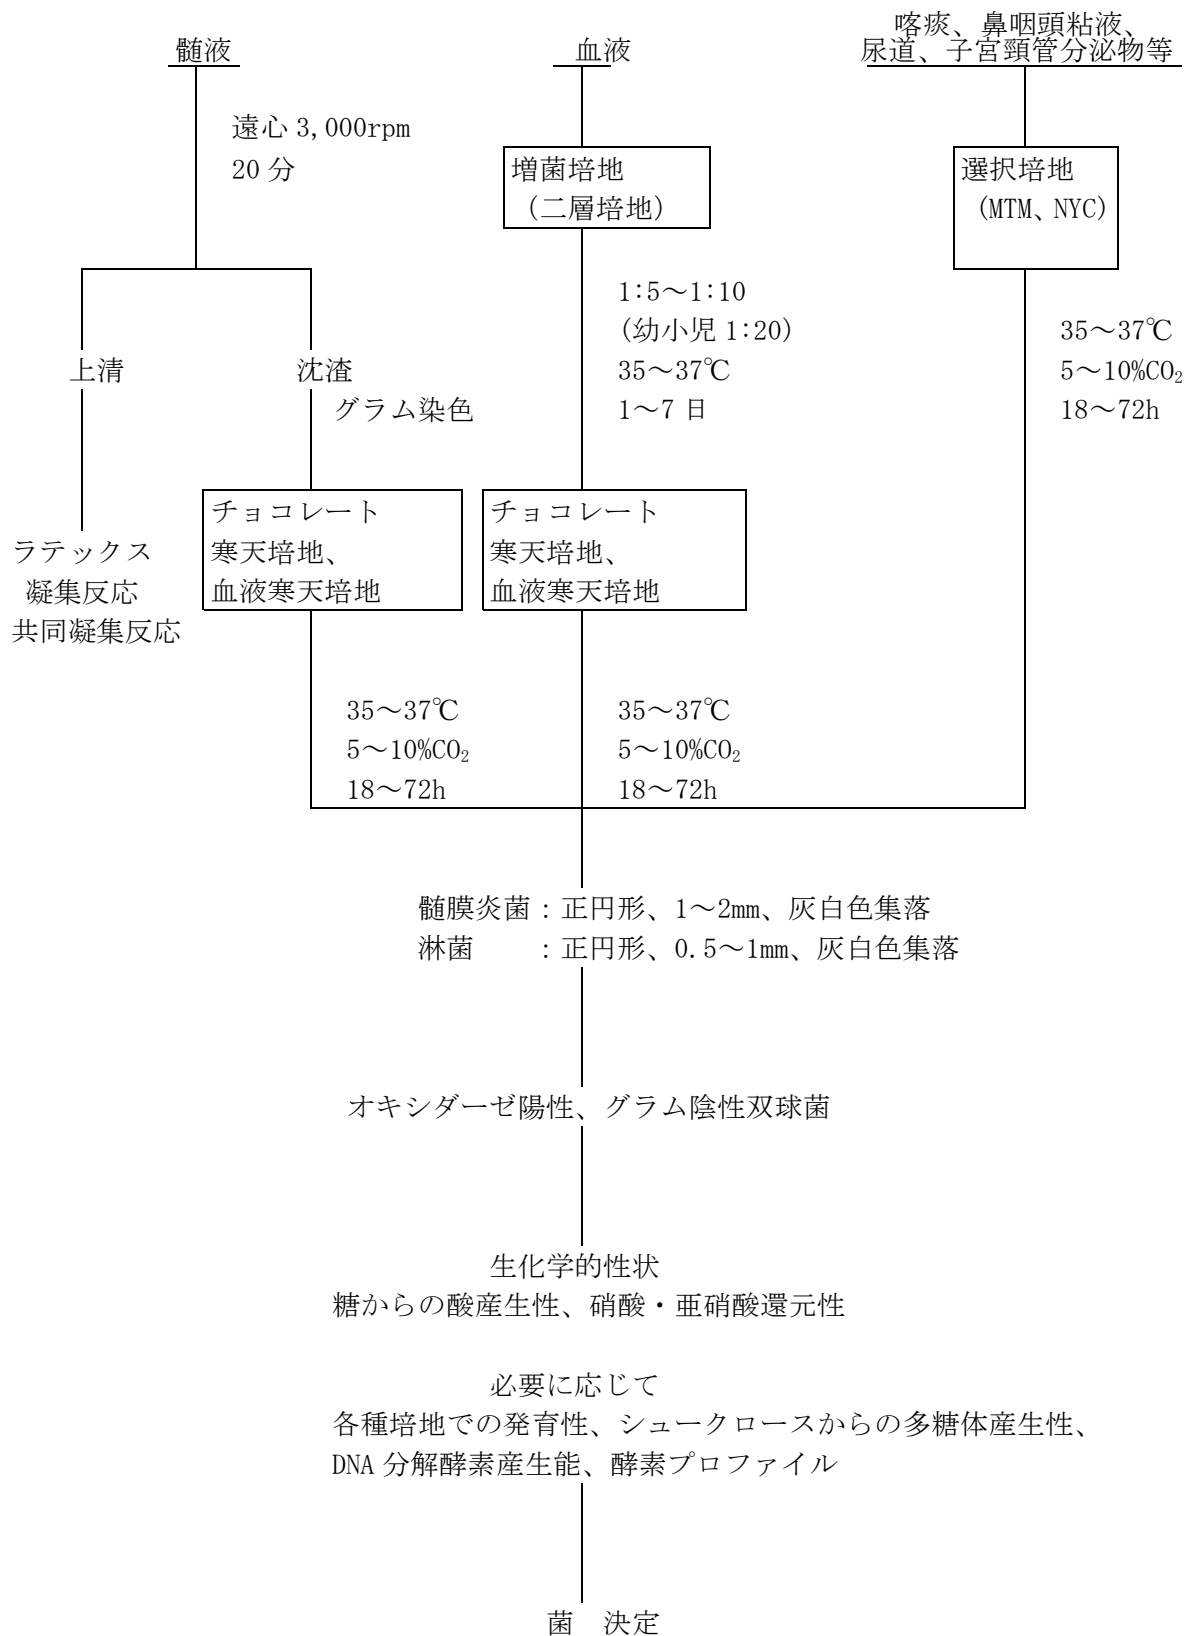 髄液
血液
喀痰、鼻咽頭粘液、
尿道、子宮頸管分泌物等
遠心 3,000rpm
20 分
増菌培地
（二層培地）
選択培地
（MTM、NYC）
1:5～1:10
（幼小児 1:20）
35～37℃
1～7 日
35～37℃
5～10%CO₂
18～72h
上清
沈渣
グラム染色
ラテックス
凝集反応
共同凝集反応
チョコレート
寒天培地、
血液寒天培地
チョコレート
寒天培地、
血液寒天培地
35～37℃
5～10%CO₂
18～72h
35～37℃
5～10%CO₂
18～72h
髄膜炎菌：正円形、1～2mm、灰白色集落
淋菌　　：正円形、0.5～1mm、灰白色集落
オキシダーゼ陽性、グラム陰性双球菌
生化学的性状
糖からの酸産生性、硝酸・亜硝酸還元性
必要に応じて
各種培地での発育性、シュークロースからの多糖体産生性、
DNA 分解酵素産生能、酵素プロファイル
菌　決定